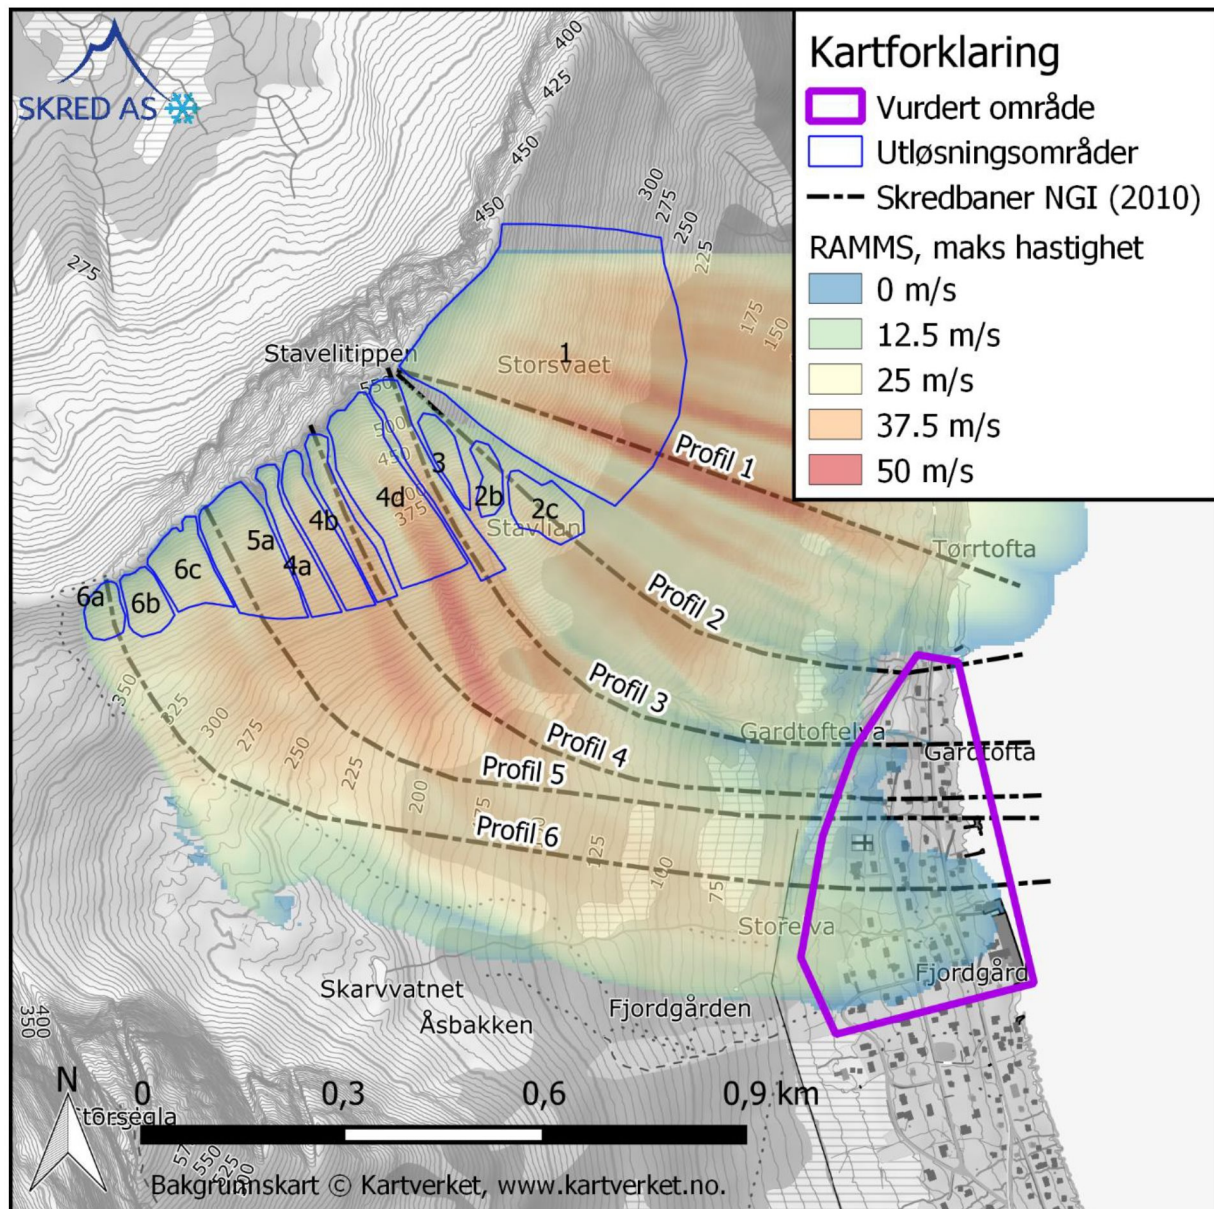 SKRED AS
Kartforklaring
Vurdert område
Utløsningsområder
Skredbaner NGI (2010)
RAMMS, maks hastighet
0 m/s
12.5 m/s
25 m/s
37.5 m/s
50 m/s
400
425
450
450
450
300
275
250
225
275
175
150
Stavelitippen
550
500
450
375
1
Storsvaet
Profil 1
3
2b
2c
Stavlian
4d
4b
4a
5a
6c
6b
6a
Tørrtofta
Profil 2
Profil 3
Profil 4
Profil 5
Profil 6
350
325
300
275
250
225
200
125
100
75
Gardtoftelva
Gardtofta
Storelva
Fjordgård
Skarvvatnet
Åsbakken
Fjordgården
400
350
N
0
0,3
0,6
0,9 km
Storsegla
550
525
Bakgrunnskart © Kartverket, www.kartverket.no.